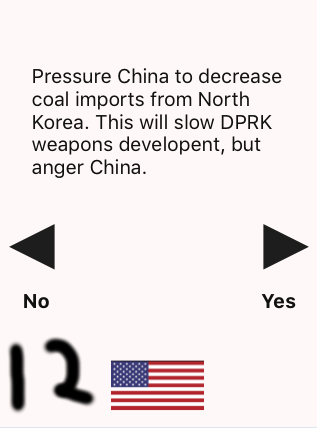 Pressure China to decrease
coal imports from North
Korea. This will slow DPRK
weapons developent, but
anger China.
No Yes
12